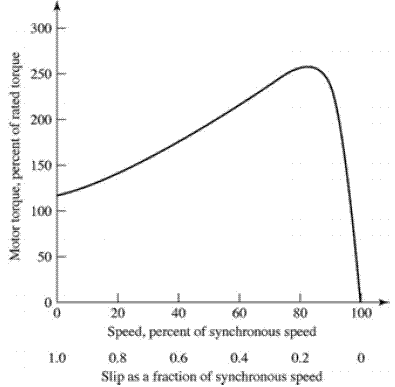 300
250
200
150
100
50
0
Motor torque, percent of rated torque
0 20 40 60 80 100
Speed, percent of synchronous speed
1.0 0.8 0.6 0.4 0.2 0
Slip as a fraction of synchronous speed